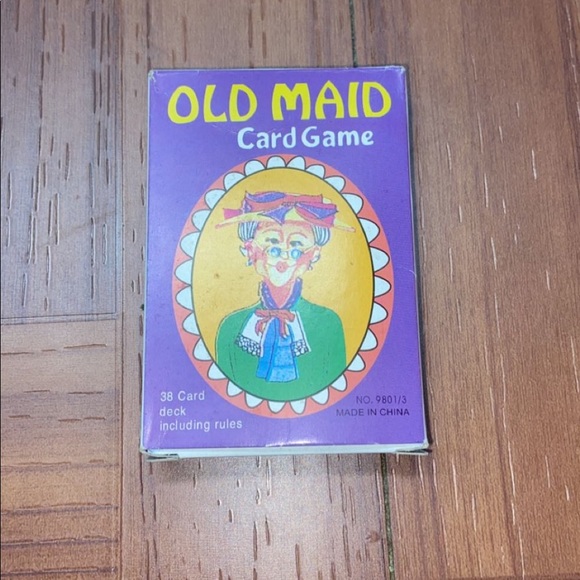 OLD MAID
Card Game
38 Card
deck
including rules
NO. 9801/3
MADE IN CHINA